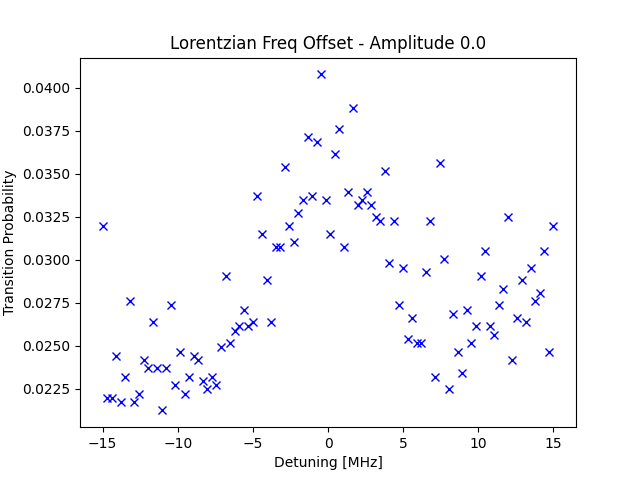 Lorentzian Freq Offset - Amplitude 0.0
Transition Probability
0.0400
0.0375
0.0350
0.0325
0.0300
0.0275
0.0250
0.0225
−15 −10 −5 0 5 10 15
Detuning [MHz]